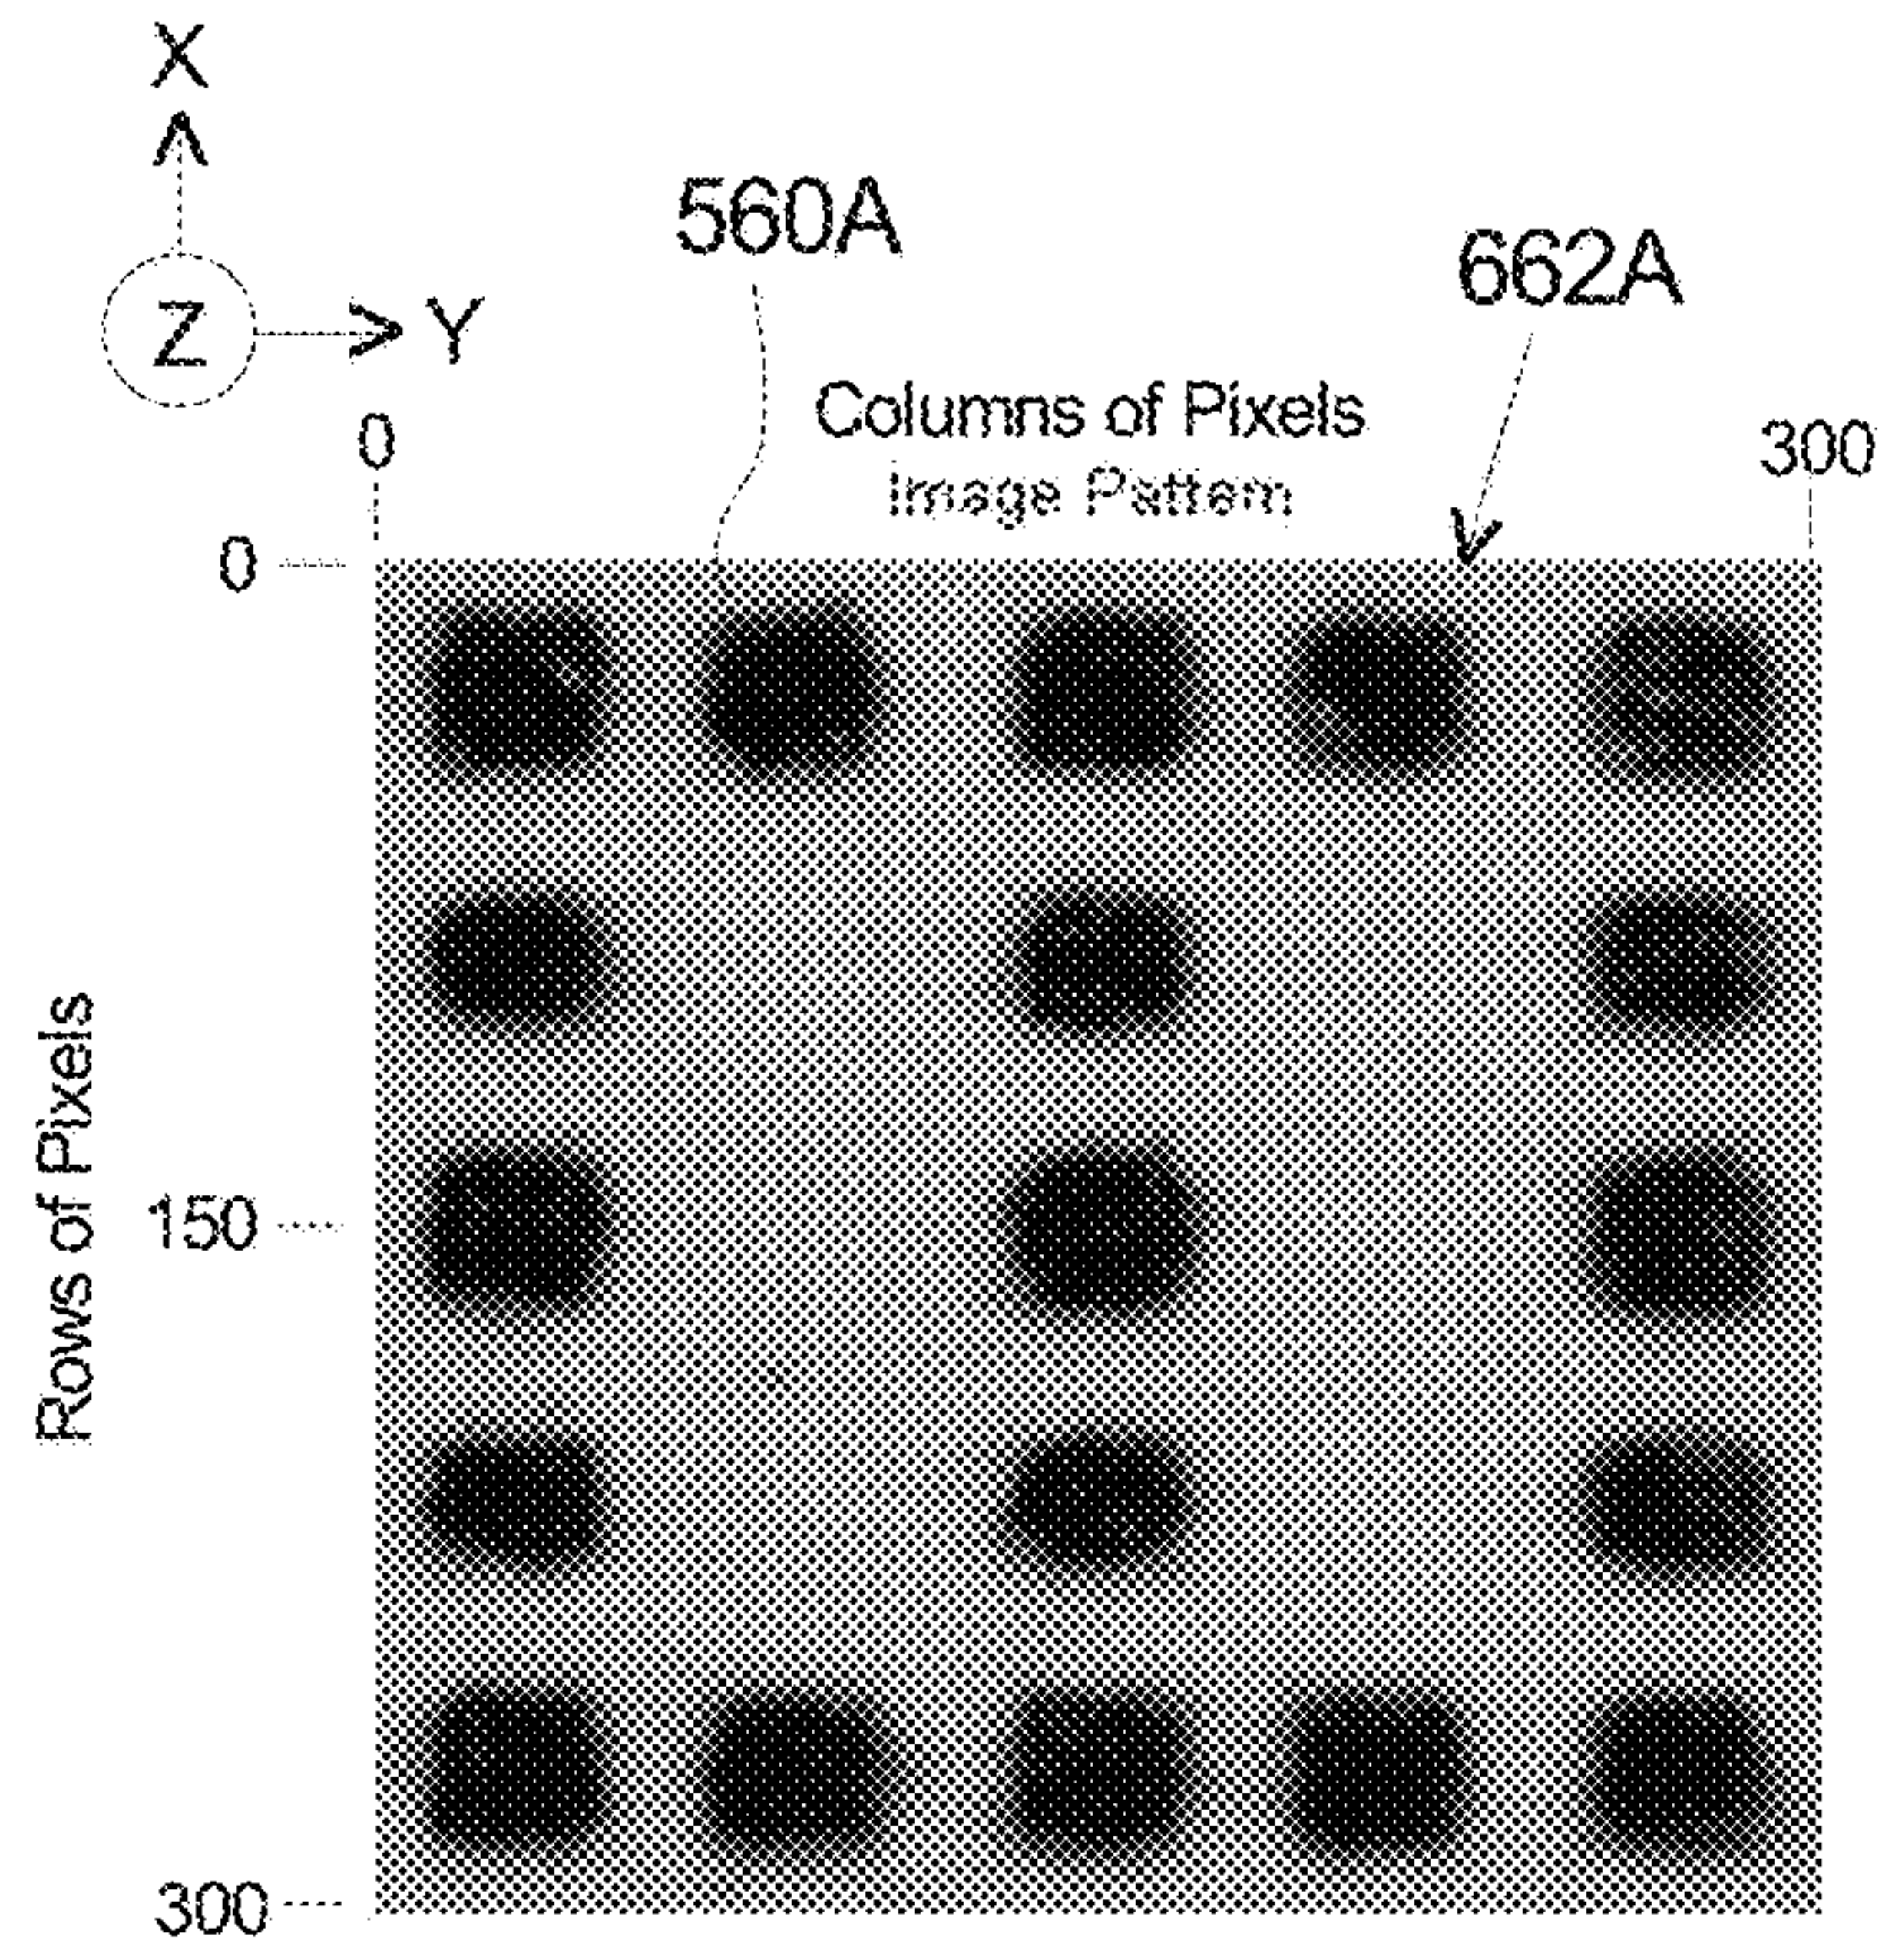 X
560A
662A
Z
Y
Columns of Pixels
0
300
Image Pattern
0
Rows of Pixels
150
300